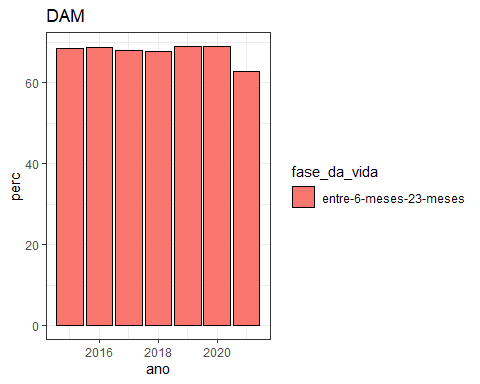 DAM
perc
60
40
20
0
2016 2018 2020
ano
fase_da_vida
entre-6-meses-23-meses